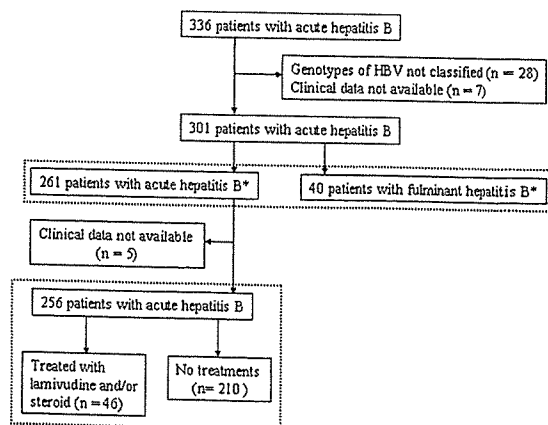 336 patients with acute hepatitis B
Genotypes of HBV not classified (n = 28)
Clinical data not available (n = 7)
301 patients with acute hepatitis B
261 patients with acute hepatitis B*
40 patients with fulminant hepatitis B*
Clinical data not available
(n = 5)
256 patients with acute hepatitis B
Treated with
lamivudine and/or
steroid (n = 46)
No treatments
(n= 210)